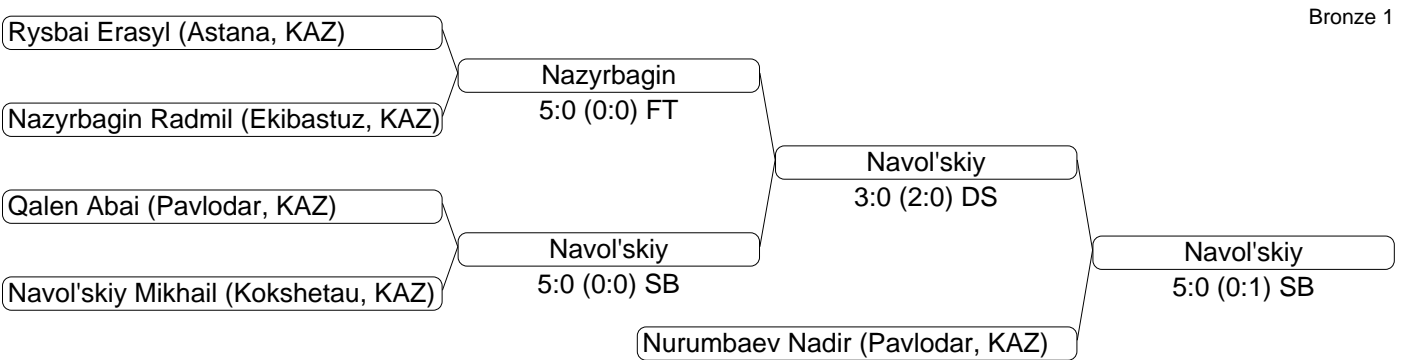 Bronze 1
Rysbai Erasyl (Astana, KAZ)
Nazyrbagin
5:0 (0:0) FT
Nazyrbagin Radmil (Ekibastuz, KAZ)
Navol'skiy
3:0 (2:0) DS
Qalen Abai (Pavlodar, KAZ)
Navol'skiy
5:0 (0:0) SB
Navol'skiy
5:0 (0:1) SB
Navol'skiy Mikhail (Kokshetau, KAZ)
Nurumbaev Nadir (Pavlodar, KAZ)